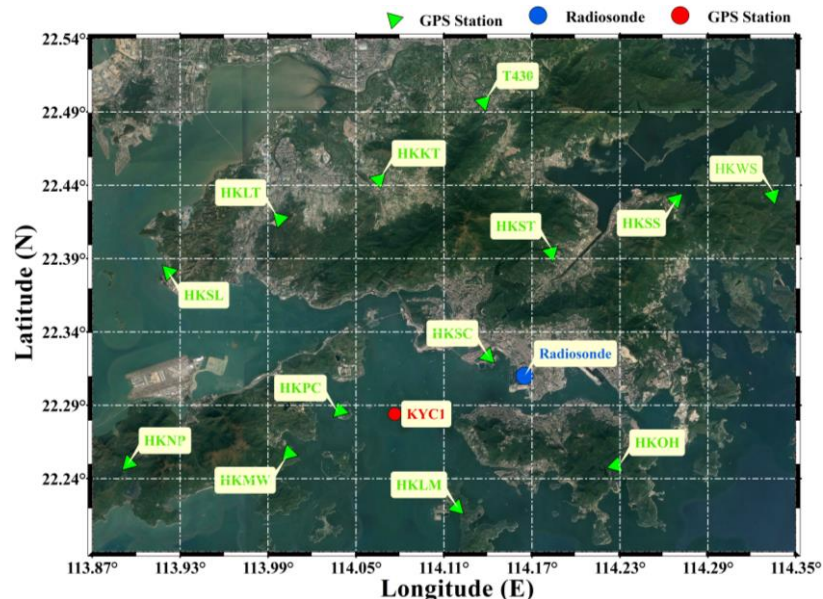 GPS Station Radiosonde GPS Station
22.54°
22.49°
22.44°
22.39°
22.34°
22.29°
22.24°
Latitude (N)
T430
HKKT
HKWS
HKLT
HKST
HKSS
HKSL
HKSC
Radiosonde
HKPC
KYC1
HKNP
HKMW
HKLM
HKOH
113.87° 113.93° 113.99° 114.05° 114.11° 114.17° 114.23° 114.29° 114.35°
Longitude (E)